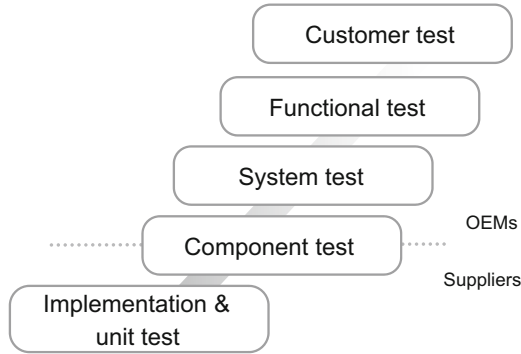 Customer test
Functional test
System test
OEMs
Component test
Suppliers
Implementation &
unit test